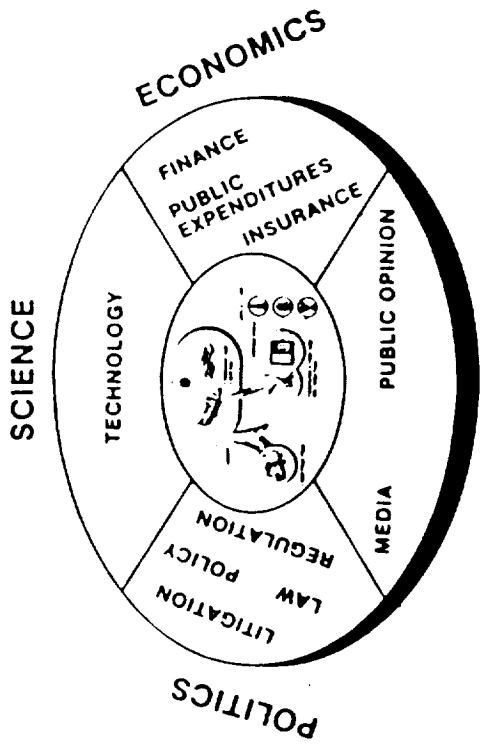 SCIENCE
TECHNOLOGY
ECONOMICS
FINANCE
PUBLIC
EXPENDITURES
INSURANCE
PUBLIC OPINION
MEDIA
POLITICS
LITIGATION
LAW
POLICY
REGULATION